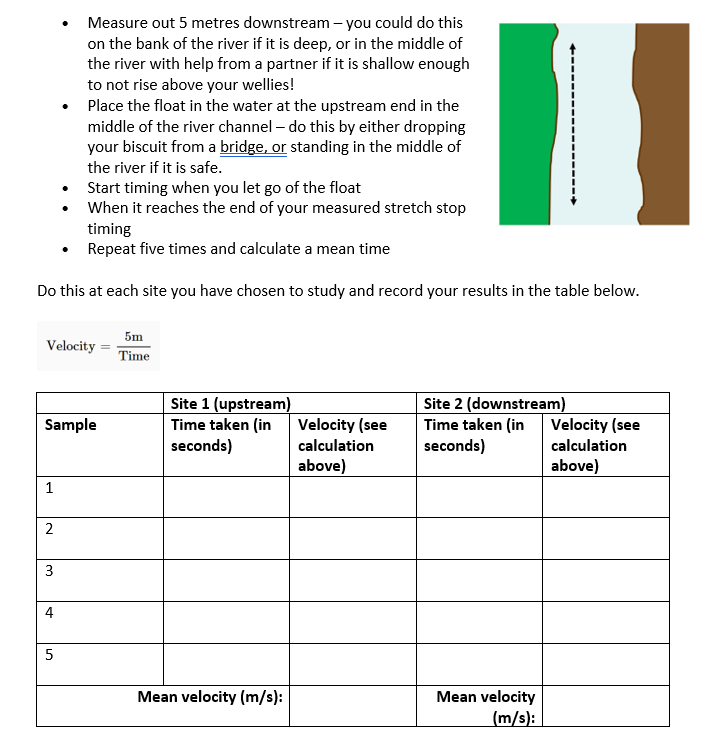 • Measure out 5 metres downstream – you could do this
on the bank of the river if it is deep, or in the middle of
the river with help from a partner if it is shallow enough
to not rise above your wellies!
• Place the float in the water at the upstream end in the
middle of the river channel – do this by either dropping
your biscuit from a bridge, or standing in the middle of
the river if it is safe.
• Start timing when you let go of the float
• When it reaches the end of your measured stretch stop
timing
• Repeat five times and calculate a mean time
Do this at each site you have chosen to study and record your results in the table below.
Velocity = 5m / Time
Site 1 (upstream) Site 2 (downstream)
Sample Time taken (in Velocity (see Time taken (in Velocity (see
seconds) calculation seconds) calculation
above) above)
1
2
3
4
5
Mean velocity (m/s): Mean velocity
(m/s):